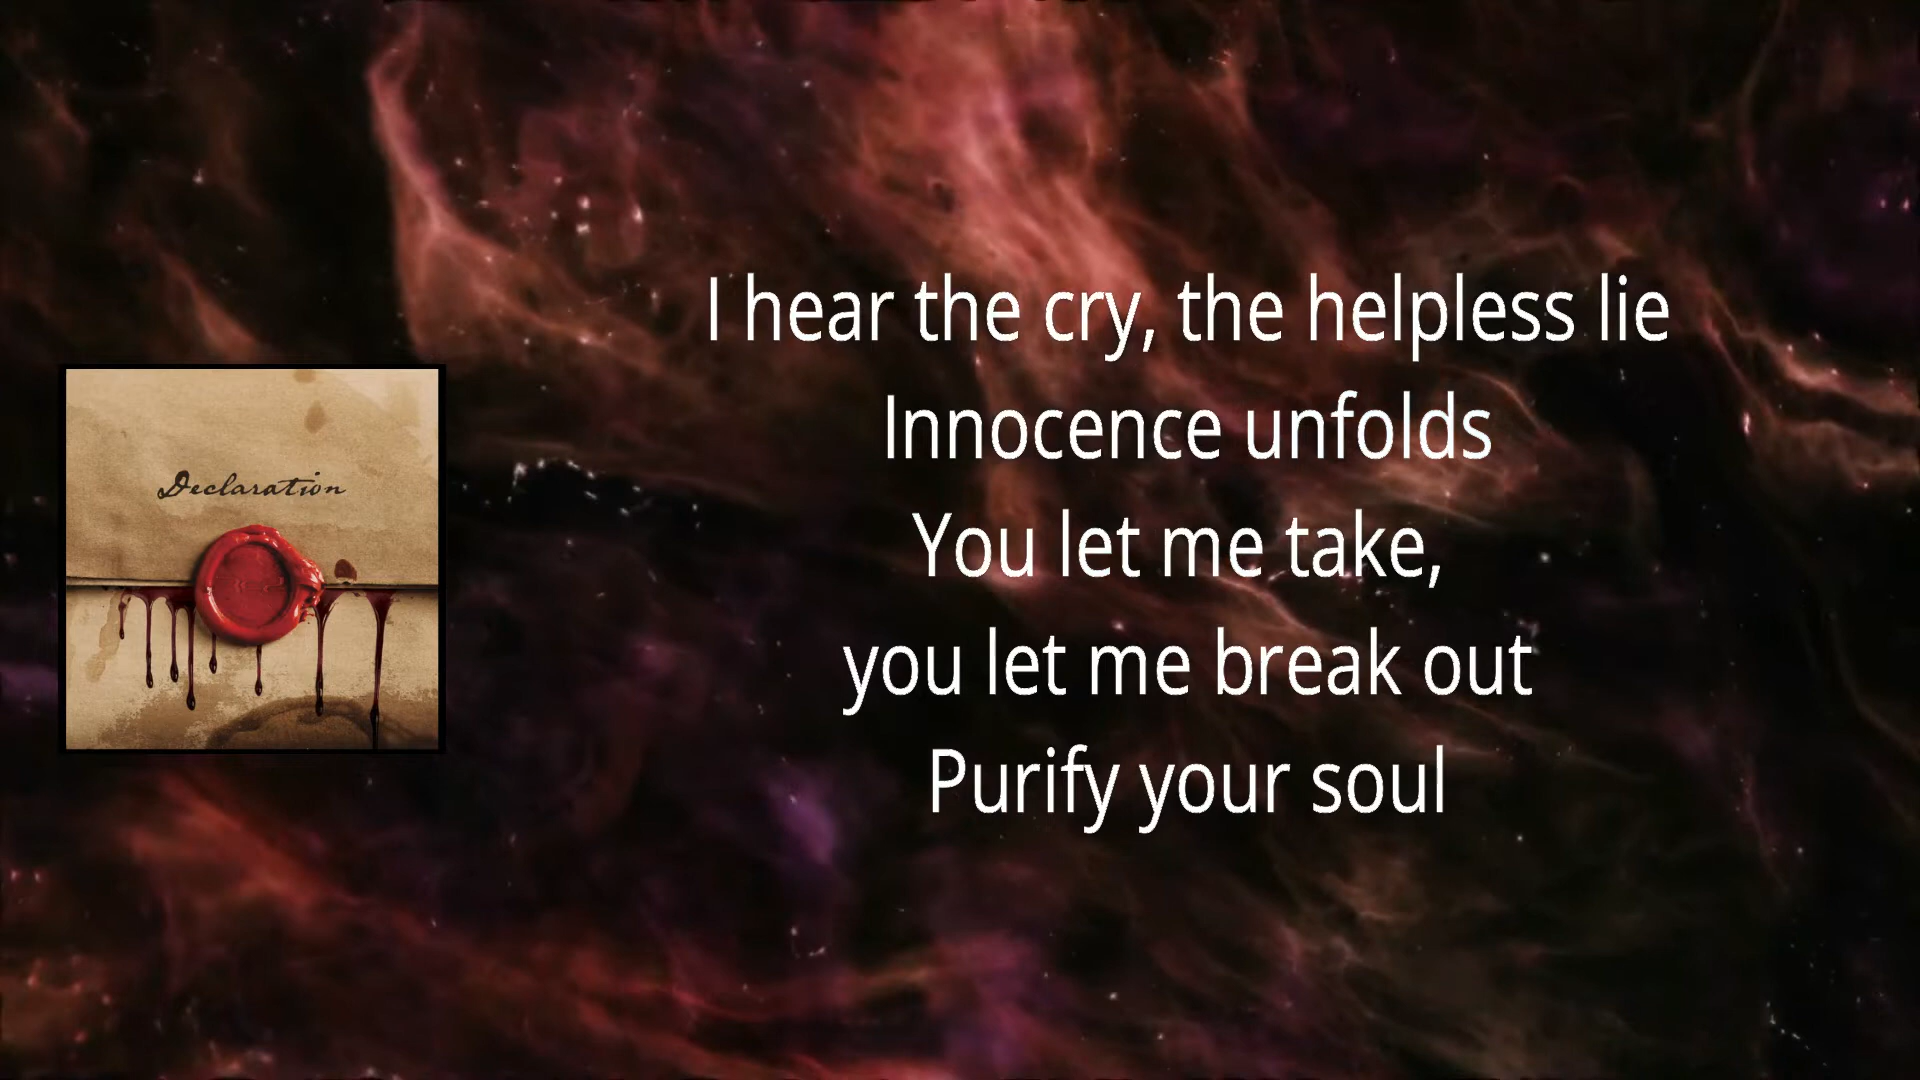 Declaration
I hear the cry, the helpless lie
Innocence unfolds
You let me take,
you let me break out
Purify your soul